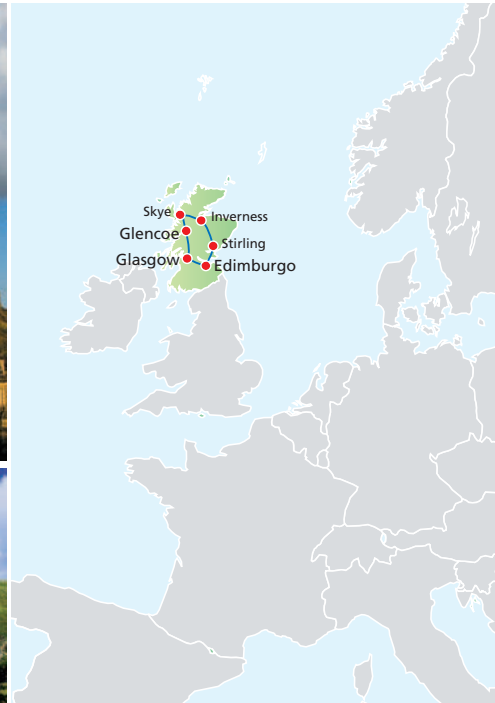 Skye
Inverness
Glencoe
Stirling
Glasgow
Edimburgo